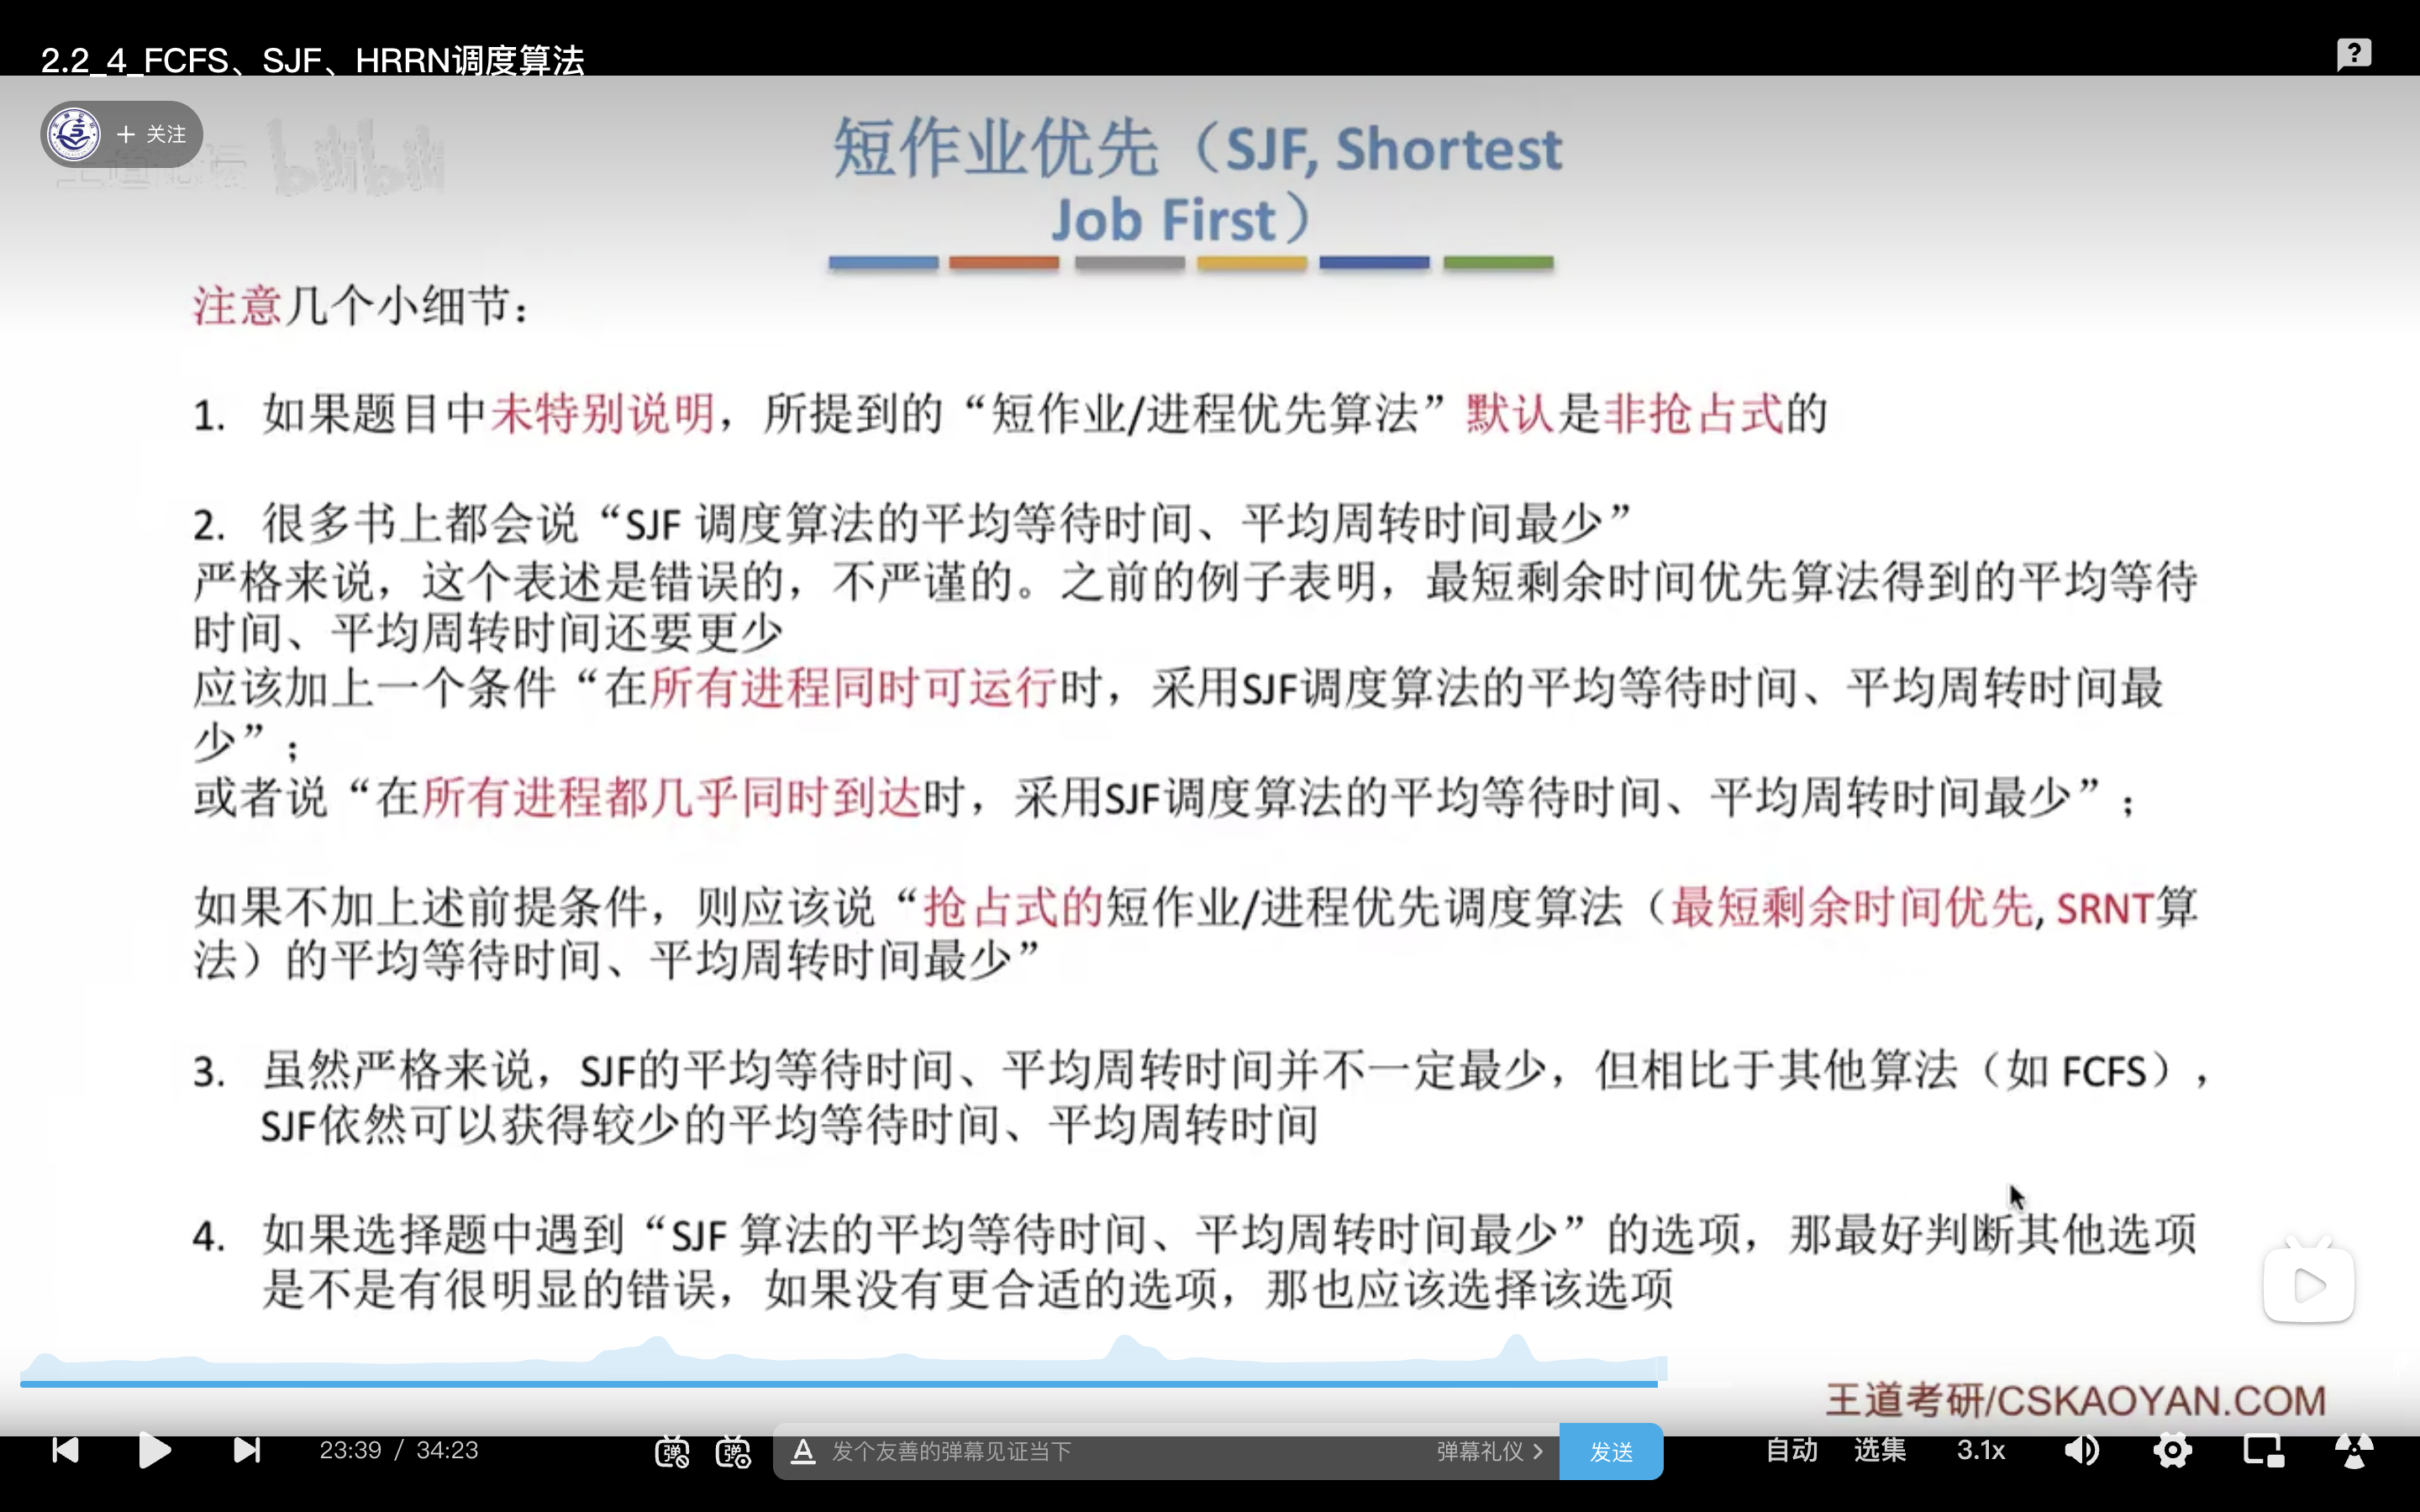 2.2_4_FCFS、SJF、HRRN调度算法
+ 关注
bilibili
短作业优先（SJF, Shortest
Job First）
注意几个小细节：
1. 如果题目中未特别说明，所提到的“短作业/进程优先算法”默认是非抢占式的
2. 很多书上都会说“SJF 调度算法的平均等待时间、平均周转时间最少”
严格来说，这个表述是错误的，不严谨的。之前的例子表明，最短剩余时间优先算法得到的平均等待
时间、平均周转时间还要更少
应该加上一个条件“在所有进程同时可运行时，采用SJF调度算法的平均等待时间、平均周转时间最
少”；
或者说“在所有进程都几乎同时到达时，采用SJF调度算法的平均等待时间、平均周转时间最少”；
如果不加上述前提条件，则应该说“抢占式的短作业/进程优先调度算法（最短剩余时间优先, SRNT算
法）的平均等待时间、平均周转时间最少”
3. 虽然严格来说，SJF的平均等待时间、平均周转时间并不一定最少，但相比于其他算法（如 FCFS），
SJF依然可以获得较少的平均等待时间、平均周转时间
4. 如果选择题中遇到“SJF 算法的平均等待时间、平均周转时间最少”的选项，那最好判断其他选项
是不是有很明显的错误，如果没有更合适的选项，那也应该选择该选项
王道考研/CSKAOYAN.COM
23:39 / 34:23
弹
弹
A 发个友善的弹幕见证当下
弹幕礼仪 >
发送
自动
选集
3.1x